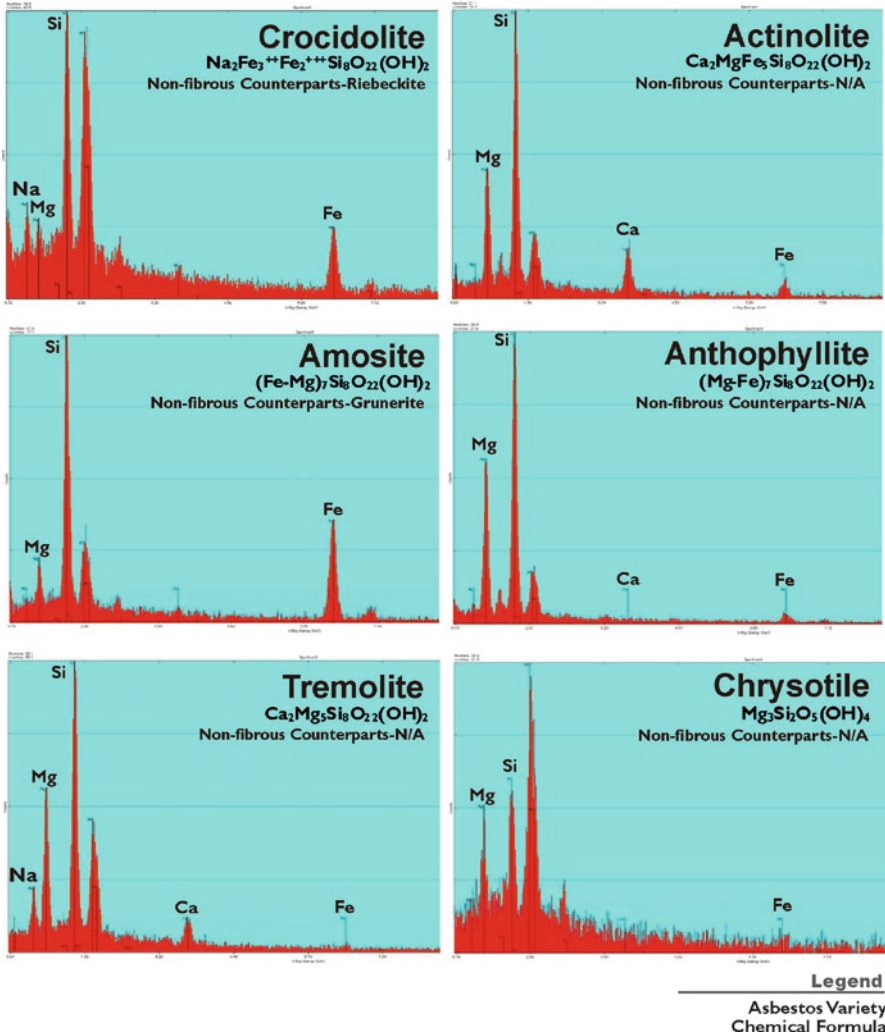 Crocidolite
Na₂Fe₃⁺⁺Fe₂⁺⁺⁺Si₈O₂₂(OH)₂
Non-fibrous Counterparts-Riebeckite
Si
Na
Mg
Fe
Actinolite
Ca₂MgFe₅Si₈O₂₂(OH)₂
Non-fibrous Counterparts-N/A
Mg
Ca
Fe
Amosite
(Fe-Mg)₇Si₈O₂₂(OH)₂
Non-fibrous Counterparts-Grunerite
Si
Mg
Fe
Anthophyllite
(Mg-Fe)₇Si₈O₂₂(OH)₂
Non-fibrous Counterparts-N/A
Si
Mg
Ca
Fe
Tremolite
Ca₂Mg₅Si₈O₂₂(OH)₂
Non-fibrous Counterparts-N/A
Si
Mg
Na
Ca
Fe
Chrysotile
Mg₃Si₂O₅(OH)₄
Non-fibrous Counterparts-N/A
Si
Mg
Fe
Legend
Asbestos Variety
Chemical Formula